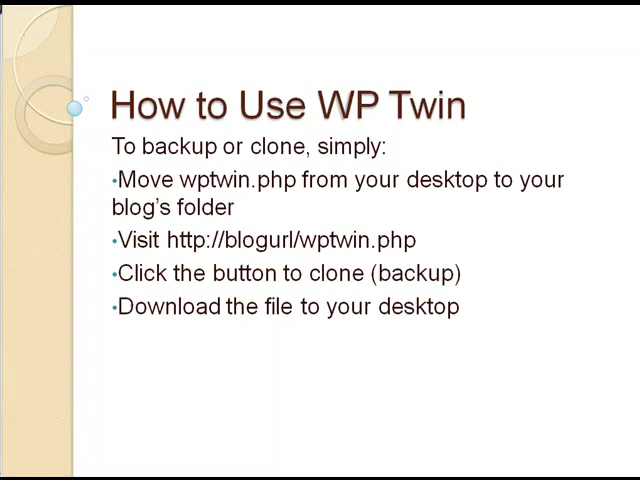 How to Use WP Twin
To backup or clone, simply:
•Move wptwin.php from your desktop to your
blog's folder
•Visit http://blogurl/wptwin.php
•Click the button to clone (backup)
•Download the file to your desktop